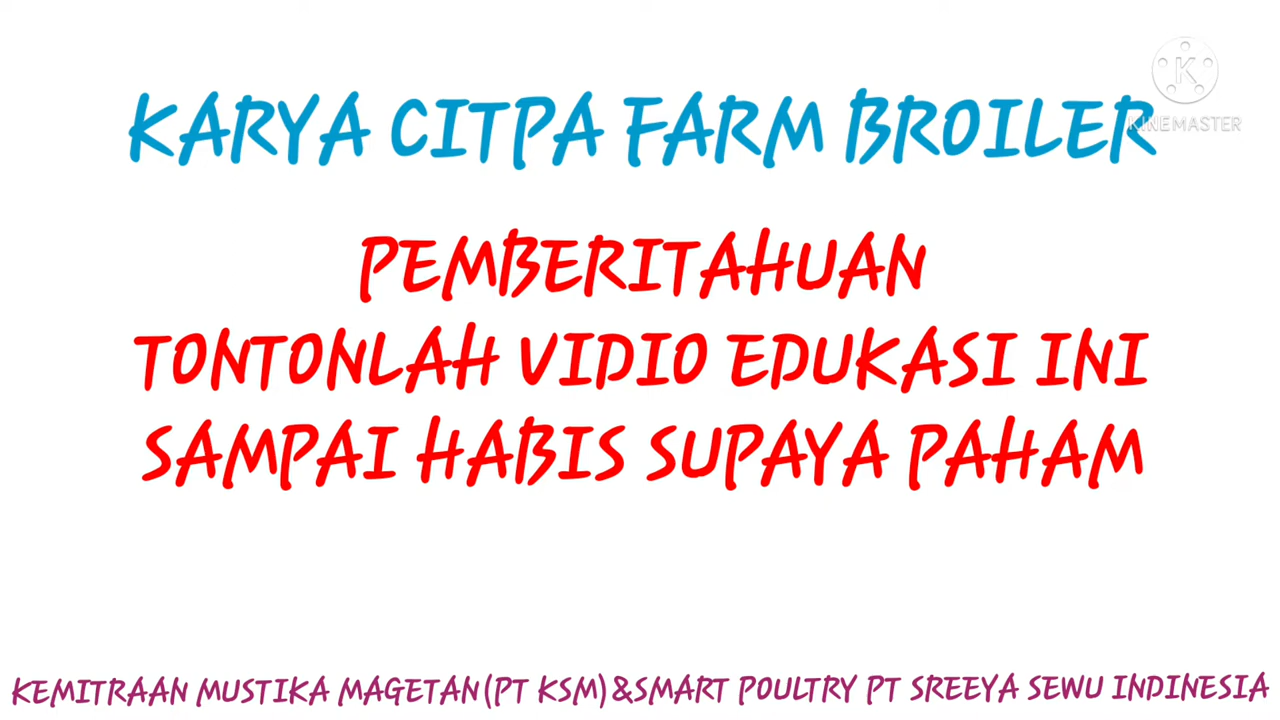 KARYA CITPA FARM BROILER
KINEMASTER
PEMBERITAHUAN
TONTONLAH VIDIO EDUKASI INI
SAMPAI HABIS SUPAYA PAHAM
KEMITRAAN MUSTIKA MAGETAN(PT KSM)&SMART POULTRY PT SREEYA SEWU INDINESIA